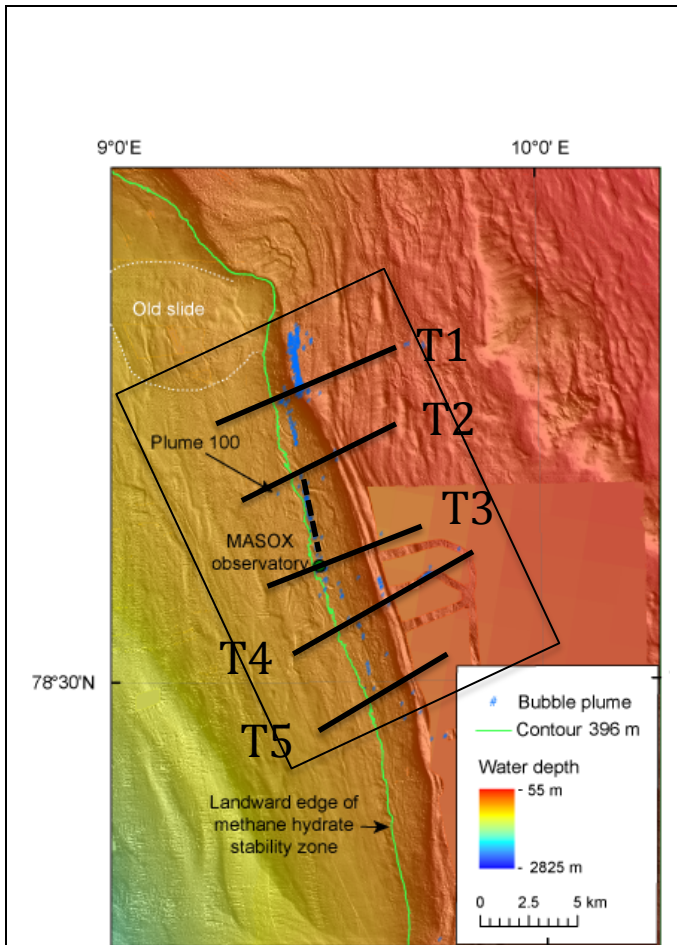 9°0'E
10°0' E
Old slide
T1
T2
Plume 100
T3
MASOX
observatory
T4
78°30'N
T5
Landward edge of
methane hydrate
stability zone
Bubble plume
Contour 396 m
Water depth
- 55 m
- 2825 m
0 2.5 5 km